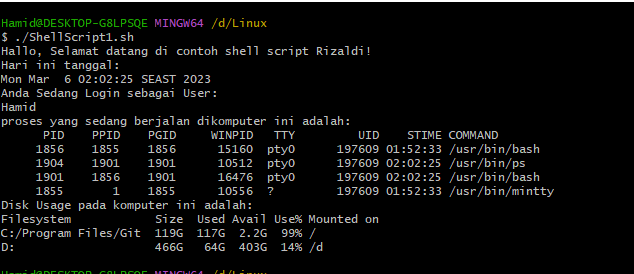 Hamid@DESKTOP-G8LPSQE MINGW64 /d/Linux
$ ./ShellScript1.sh
Hallo, Selamat datang di contoh shell script Rizaldi!
Hari ini tanggal:
Mon Mar  6 02:02:25 SEAST 2023
Anda Sedang Login sebagai User:
Hamid
proses yang sedang berjalan dikomputer ini adalah:
      PID    PPID    PGID     WINPID   TTY         UID    STIME COMMAND
     1856    1855    1856      15160  pty0      197609 01:52:33 /usr/bin/bash
     1904    1901    1901      10512  pty0      197609 02:02:25 /usr/bin/ps
     1901    1856    1901      16476  pty0      197609 02:02:25 /usr/bin/bash
     1855       1    1855      10556  ?         197609 01:52:33 /usr/bin/mintty
Disk Usage pada komputer ini adalah:
Filesystem            Size  Used Avail Use% Mounted on
C:/Program Files/Git  119G  117G  2.2G  99% /
D:                    466G   64G  403G  14% /d
Hamid@DESKTOP-G8LPSQE MINGW64 /d/Linux